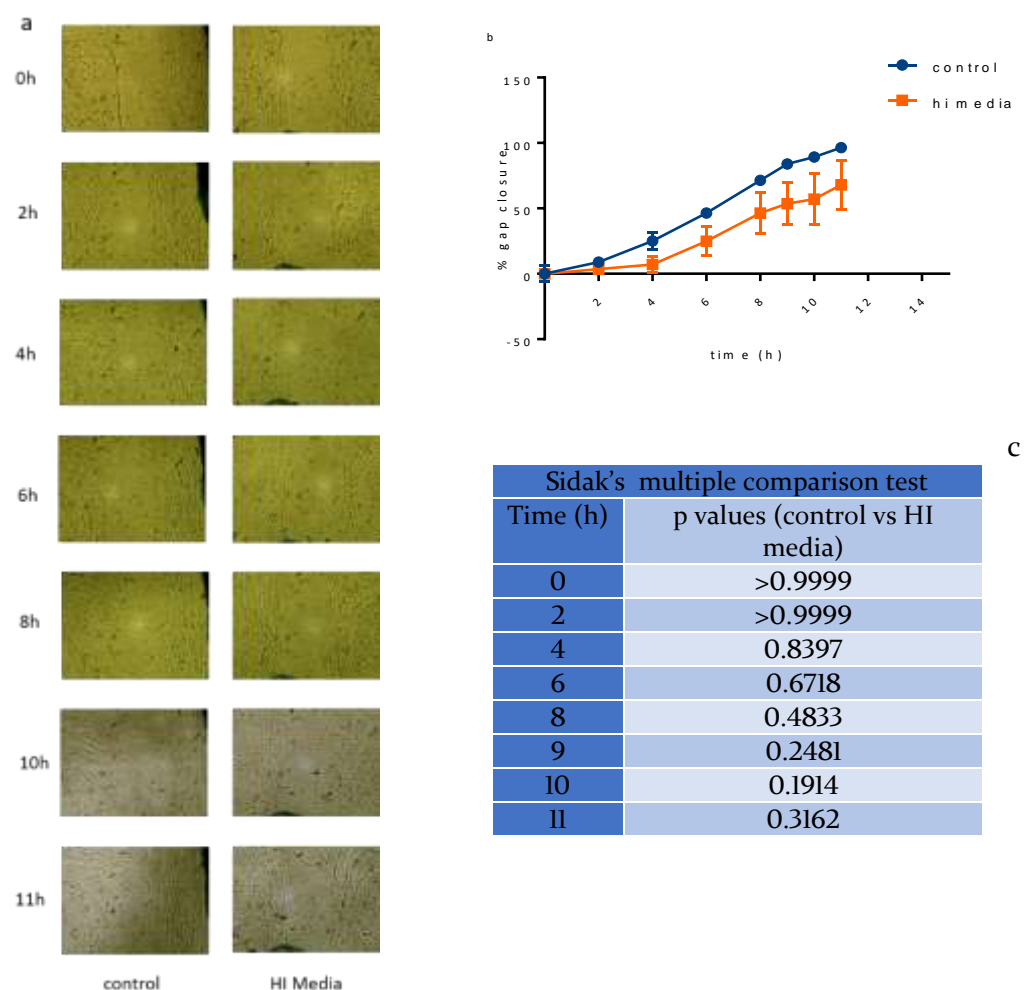 a
0h
2h
4h
6h
8h
10h
11h
control
HI Media
b
control
hi media
150
100
50
0
-50
% gap closure
2
4
6
8
10
12
14
time (h)
c
Sidak's multiple comparison test
Time (h)
p values (control vs HI
media)
0
>0.9999
2
>0.9999
4
0.8397
6
0.6718
8
0.4833
9
0.2481
10
0.1914
11
0.3162